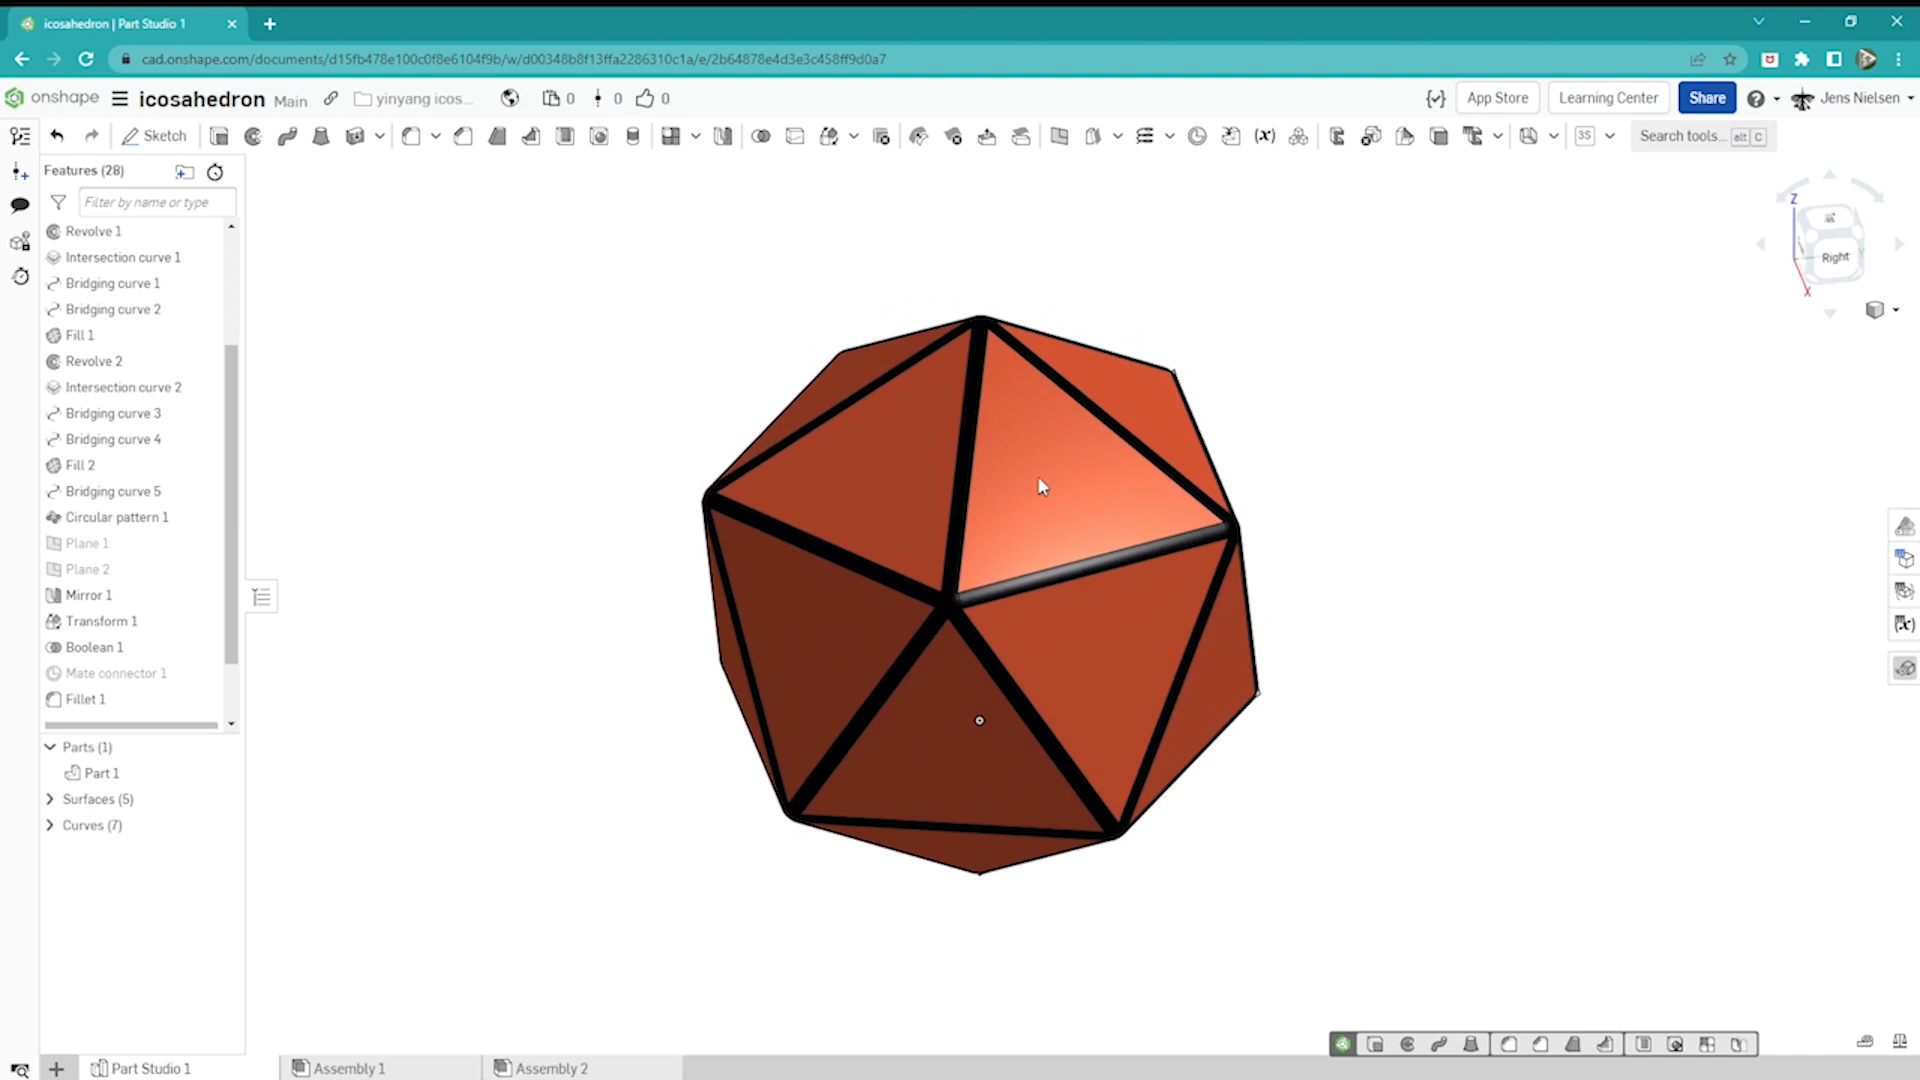 icosahedron | Part Studio 1
cad.onshape.com/documents/d15fb478e100c0f8e6104f9b/w/d00348b8f13ffa2286310c1a/e/2b64878e4d3e3c458ff9d0a7
onshape icosahedron Main yinyang icos... 0 0 0 App Store Learning Center Share Jens Nielsen
Sketch (x) 3S Search tools... alt C
Features (28)
Filter by name or type
Revolve 1
Intersection curve 1
Bridging curve 1
Bridging curve 2
Fill 1
Revolve 2
Intersection curve 2
Bridging curve 3
Bridging curve 4
Fill 2
Bridging curve 5
Circular pattern 1
Plane 1
Plane 2
Mirror 1
Transform 1
Boolean 1
Mate connector 1
Fillet 1
Parts (1)
Part 1
Surfaces (5)
Curves (7)
Z
Right
X
(x)
Part Studio 1 Assembly 1 Assembly 2